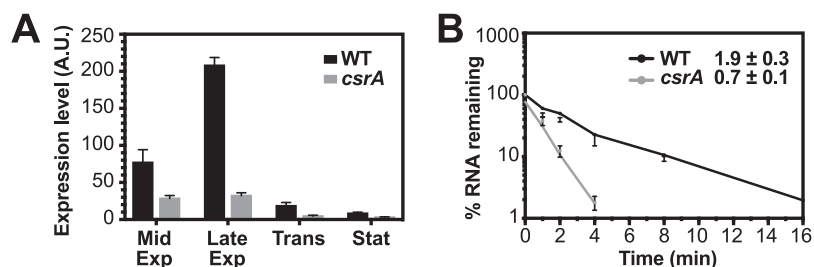 A
Expression level (A.U.)
250
200
150
100
50
0
WT
csrA
Mid Exp
Late Exp
Trans
Stat
B
% RNA remaining
1000
100
10
1
WT 1.9 ± 0.3
csrA 0.7 ± 0.1
0 2 4 6 8 10 12 14 16
Time (min)